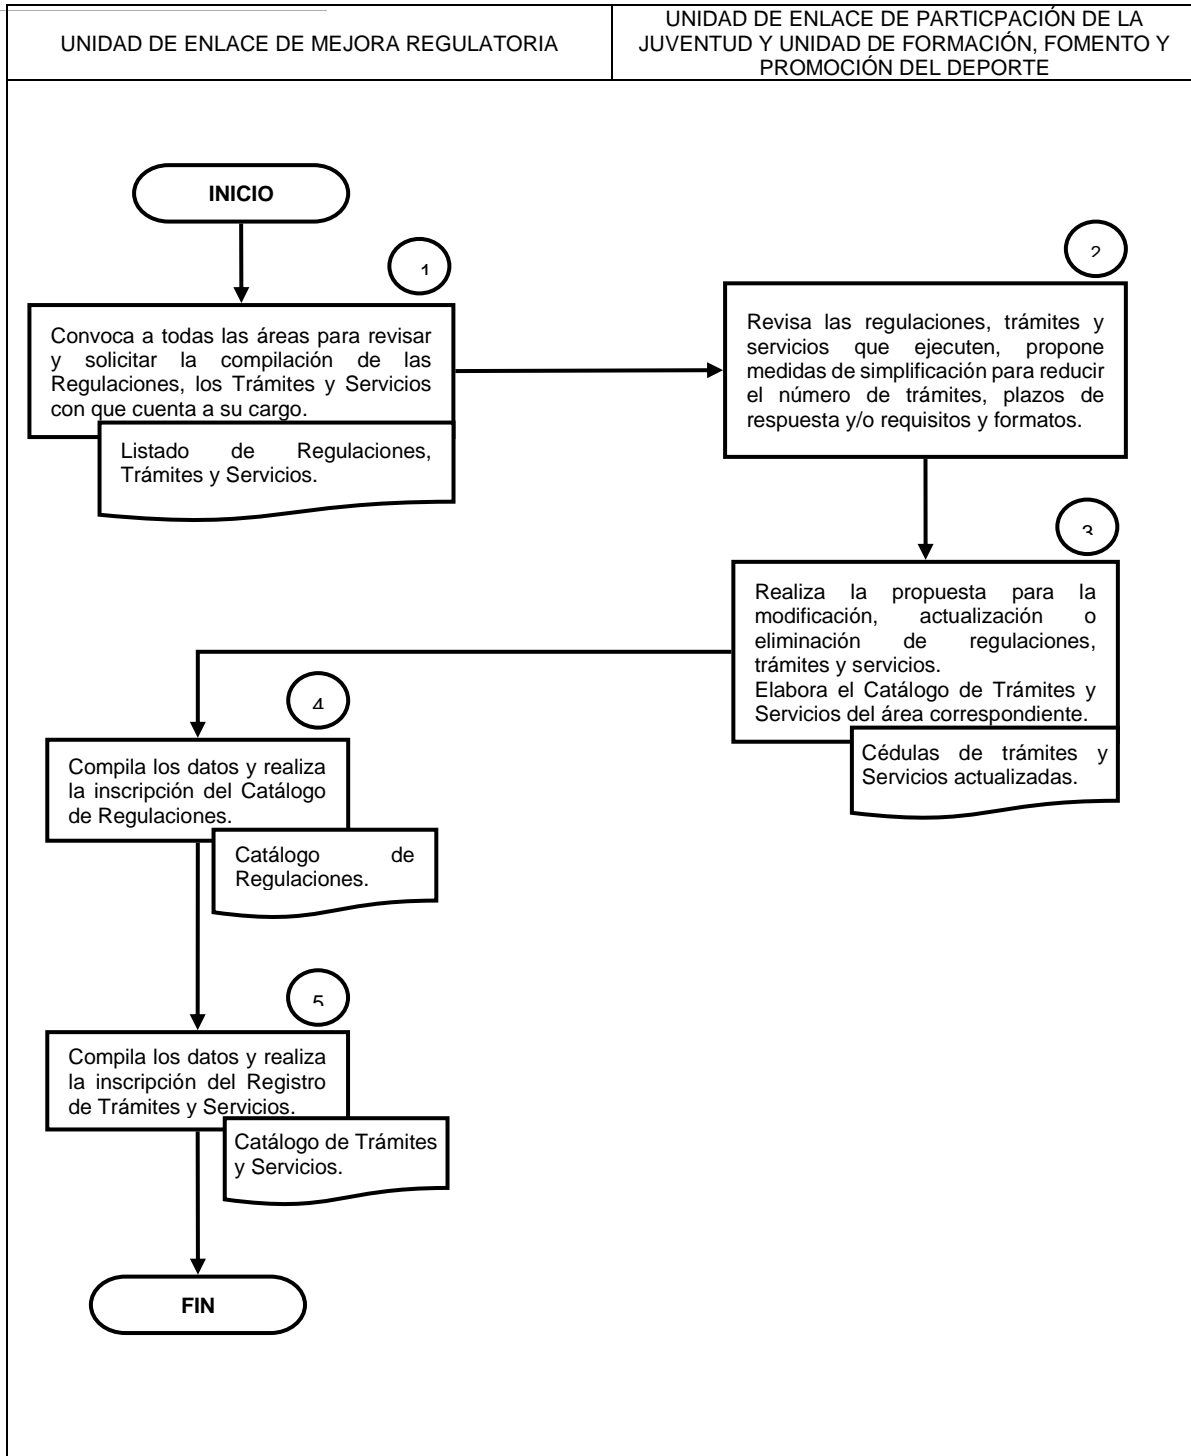 UNIDAD DE ENLACE DE MEJORA REGULATORIA
UNIDAD DE ENLACE DE PARTICPACIÓN DE LA
JUVENTUD Y UNIDAD DE FORMACIÓN, FOMENTO Y
PROMOCIÓN DEL DEPORTE
INICIO
1
Convoca a todas las áreas para revisar
y solicitar la compilación de las
Regulaciones, los Trámites y Servicios
con que cuenta a su cargo.
Listado de Regulaciones,
Trámites y Servicios.
2
Revisa las regulaciones, trámites y
servicios que ejecuten, propone
medidas de simplificación para reducir
el número de trámites, plazos de
respuesta y/o requisitos y formatos.
3
Realiza la propuesta para la
modificación, actualización o
eliminación de regulaciones,
trámites y servicios.
Elabora el Catálogo de Trámites y
Servicios del área correspondiente.
Cédulas de trámites y
Servicios actualizadas.
4
Compila los datos y realiza
la inscripción del Catálogo
de Regulaciones.
Catálogo de
Regulaciones.
5
Compila los datos y realiza
la inscripción del Registro
de Trámites y Servicios.
Catálogo de Trámites
y Servicios.
FIN